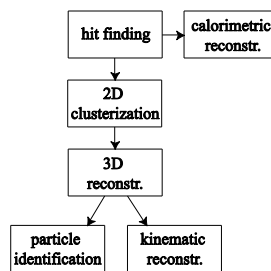 hit finding
calorimetric
reconstr.
2D
clusterization
3D
reconstr.
particle
identification
kinematic
reconstr.